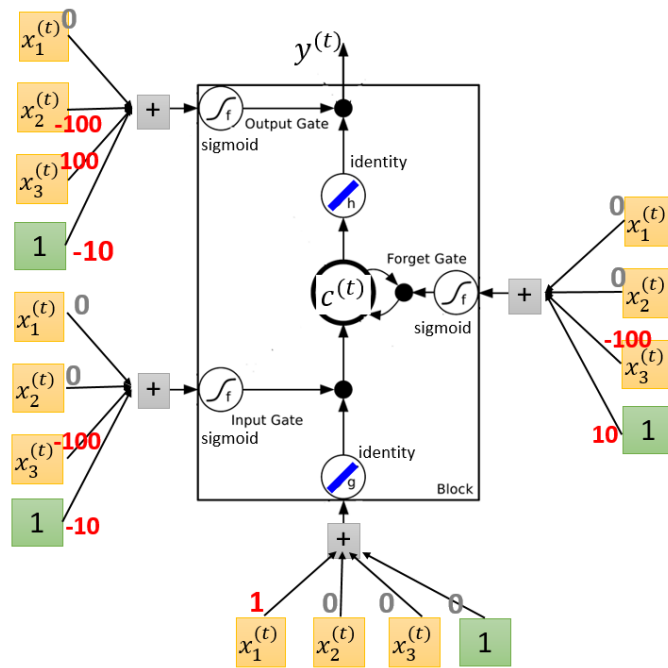 y^(t)
x₁^(t) 0
x₂^(t) -100
x₃^(t) 100
1 -10
+
f
sigmoid
Output Gate
identity
h
Forget Gate
c^(t)
f
sigmoid
+
0 x₁^(t)
0 x₂^(t)
-100 x₃^(t)
10 1
x₁^(t) 0
x₂^(t) 0
x₃^(t) -100
1 -10
+
f
sigmoid
Input Gate
identity
g
Block
+
1 0 0 0
x₁^(t) x₂^(t) x₃^(t) 1